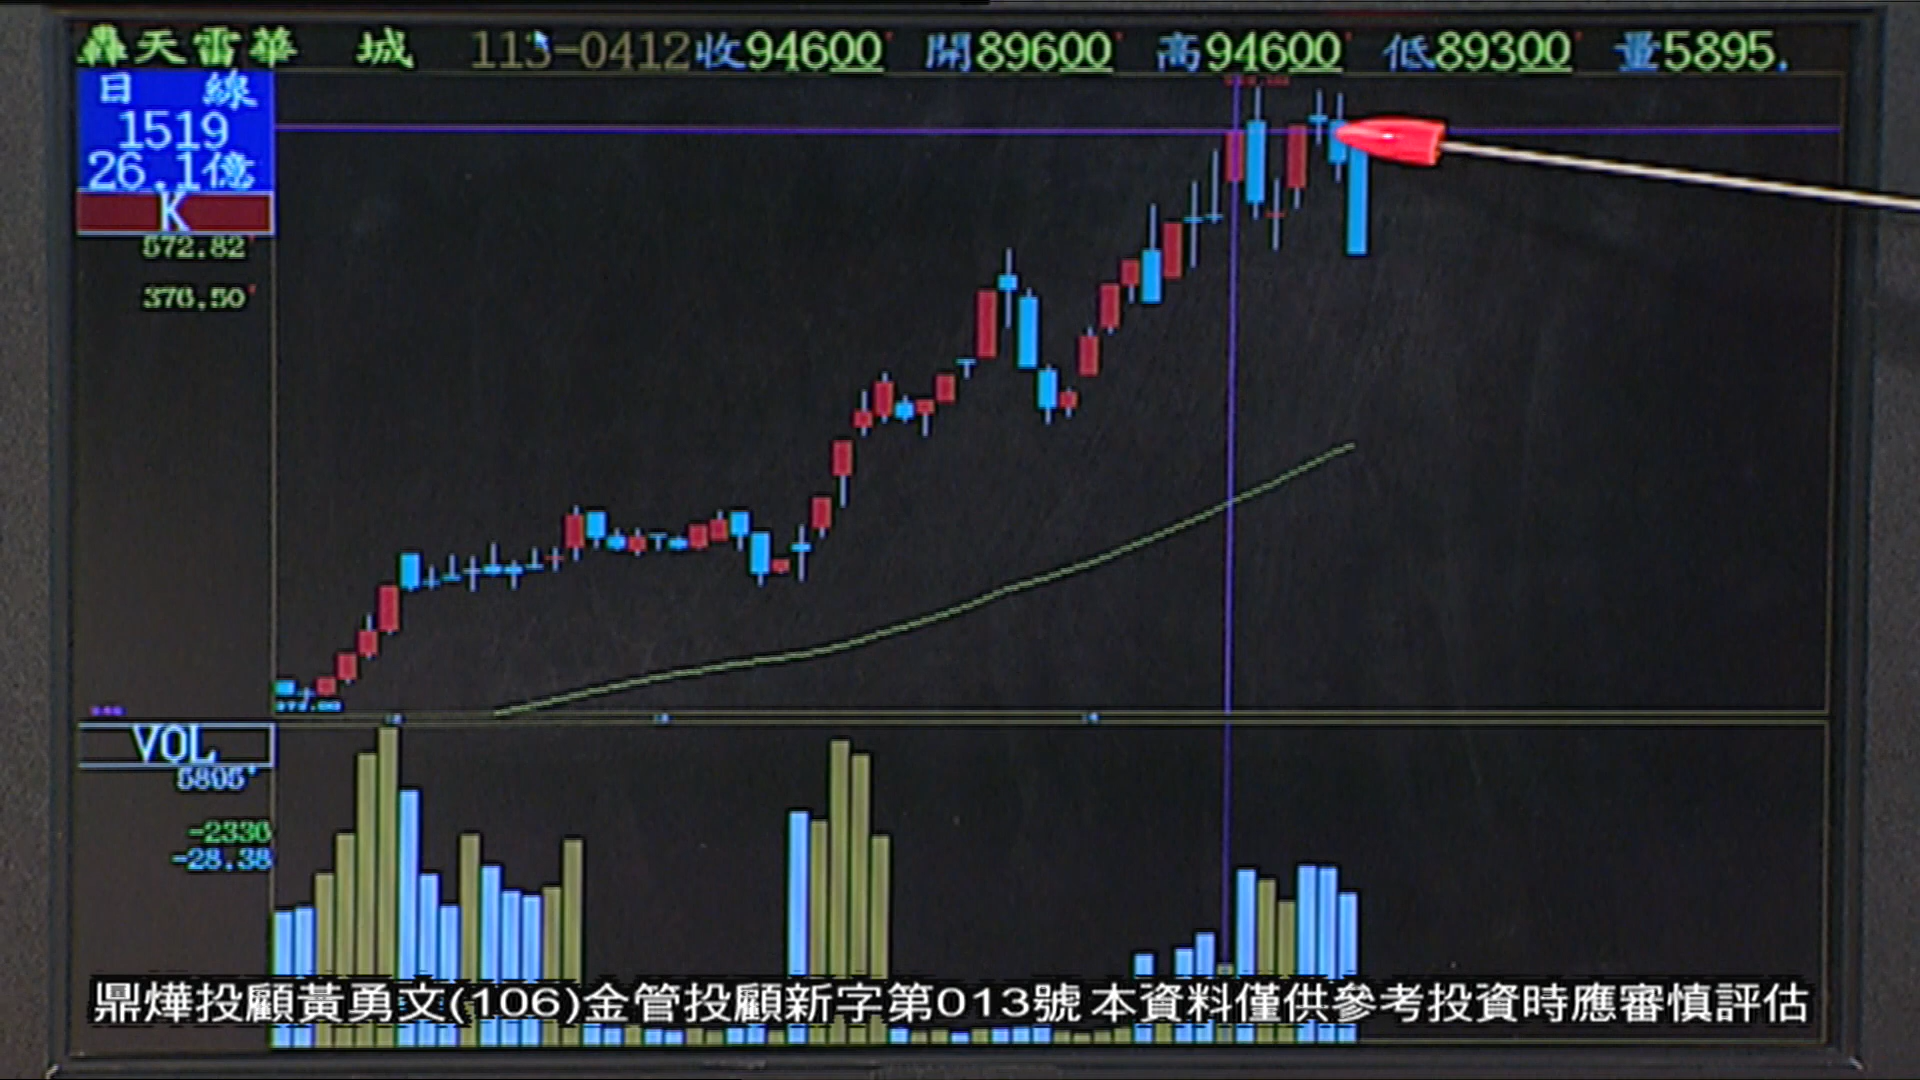 轟天雷華 城 113-0412收94600 開89600 高94600 低89300 量5895.
日 線
1519
26.1億
K
572.82
376.50
VOL
5805
-2330
-28.38
鼎燁投顧黃勇文(106)金管投顧新字第013號 本資料僅供參考投資時應審慎評估